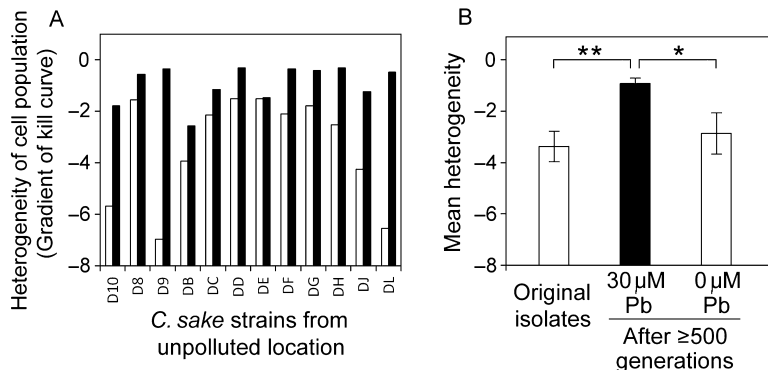 A
Heterogeneity of cell population
(Gradient of kill curve)
0
−2
−4
−6
−8
D10 D8 D9 DB DC DD DE DF DG DH DJ DL
C. sake strains from
unpolluted location
B
Mean heterogeneity
0
−2
−4
−6
−8
** *
Original
isolates
30 µM
Pb
0 µM
Pb
After ≥500
generations